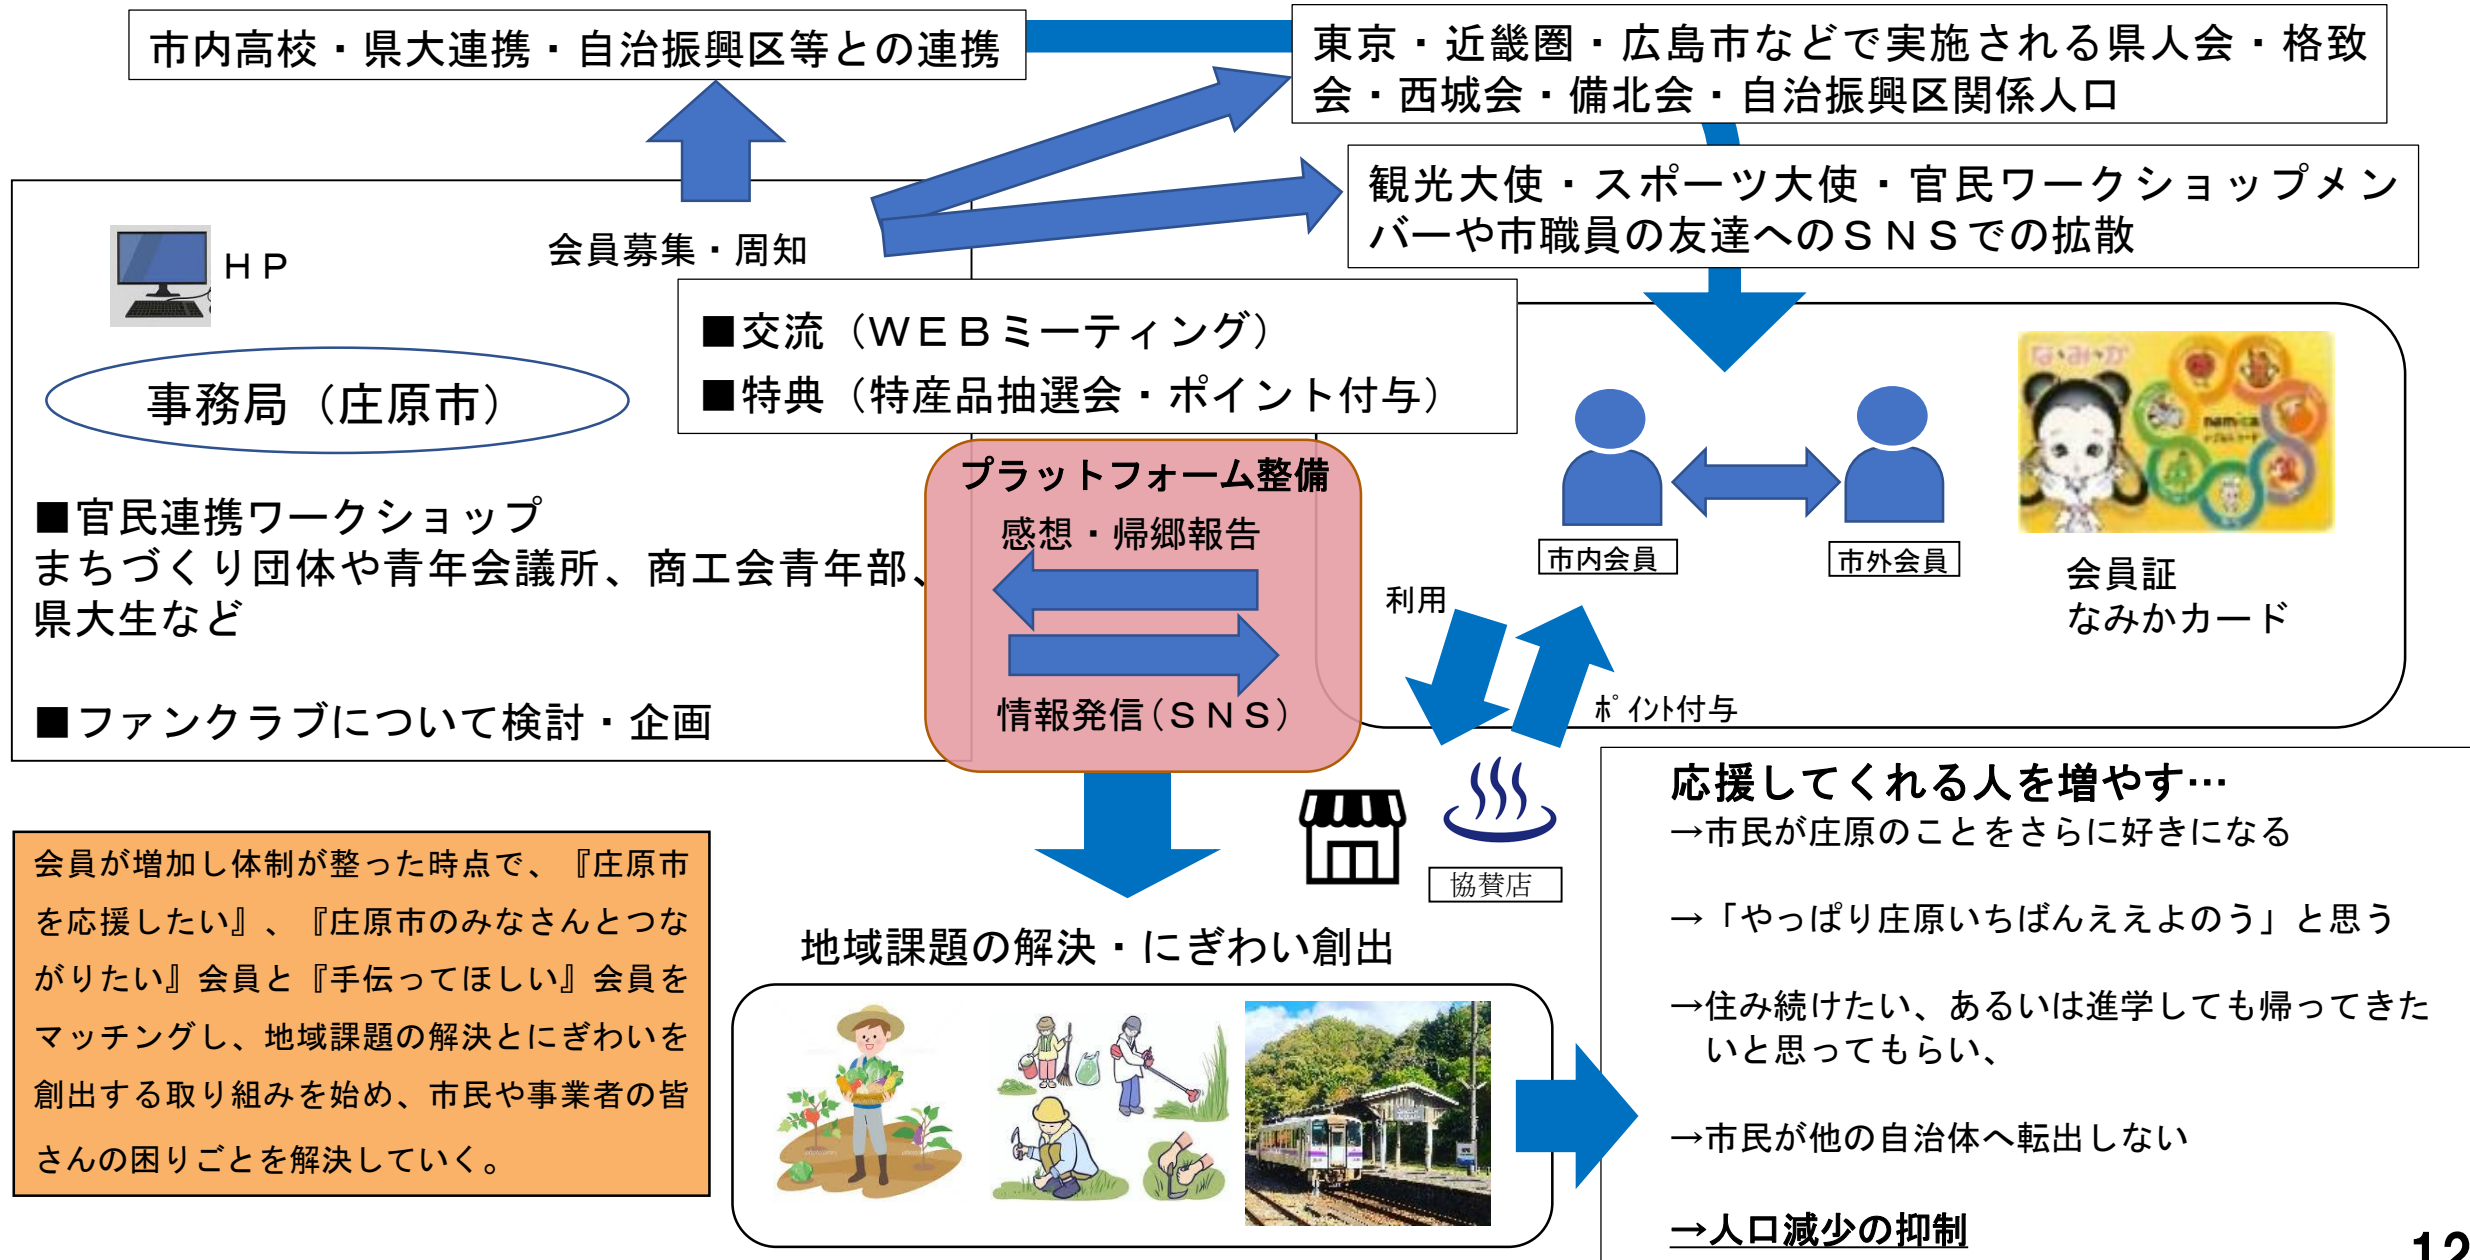 市内高校・県大連携・自治振興区等との連携
東京・近畿圏・広島市などで実施される県人会・格致
会・西城会・備北会・自治振興区関係人口
観光大使・スポーツ大使・官民ワークショップメン
バーや市職員の友達へのSNSでの拡散
HP
会員募集・周知
事務局（庄原市）
■交流（WEBミーティング）
■特典（特産品抽選会・ポイント付与）
■官民連携ワークショップ
まちづくり団体や青年会議所、商工会青年部、
県大生など
■ファンクラブについて検討・企画
プラットフォーム整備
感想・帰郷報告
情報発信(SNS)
市内会員
市外会員
な・み・か
namica
会員証
なみかカード
利用
ﾎﾟｲﾝﾄ付与
協賛店
会員が増加し体制が整った時点で、『庄原市
を応援したい』、『庄原市のみなさんとつな
がりたい』会員と『手伝ってほしい』会員を
マッチングし、地域課題の解決とにぎわいを
創出する取り組みを始め、市民や事業者の皆
さんの困りごとを解決していく。
地域課題の解決・にぎわい創出
応援してくれる人を増やす…
→市民が庄原のことをさらに好きになる
→「やっぱり庄原いちばんええよのう」と思う
→住み続けたい、あるいは進学しても帰ってきた
いと思ってもらい、
→市民が他の自治体へ転出しない
→人口減少の抑制
12